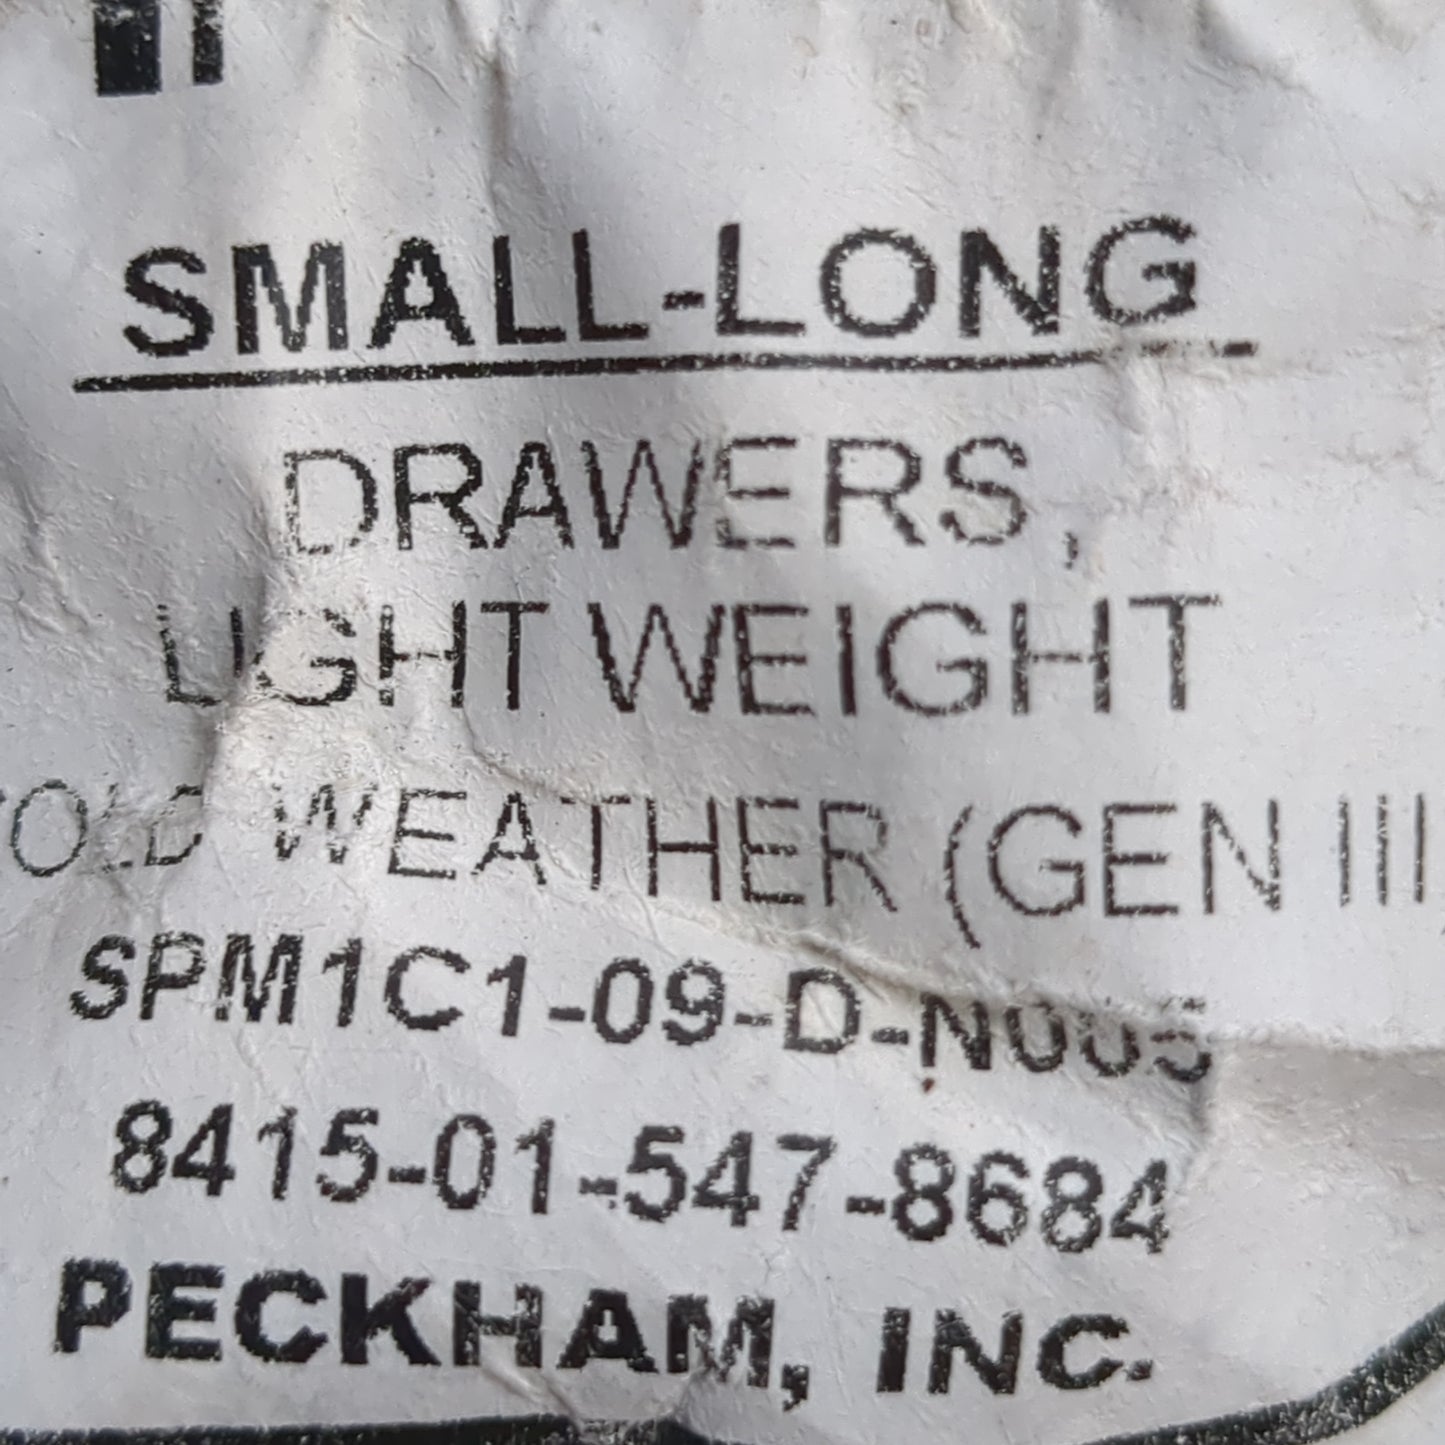 SMALL-LONG
DRAWERS,
LIGHT WEIGHT
COLD WEATHER (GEN III
SPM1C1-09-D-N005
8415-01-547-8684
PECKHAM, INC.